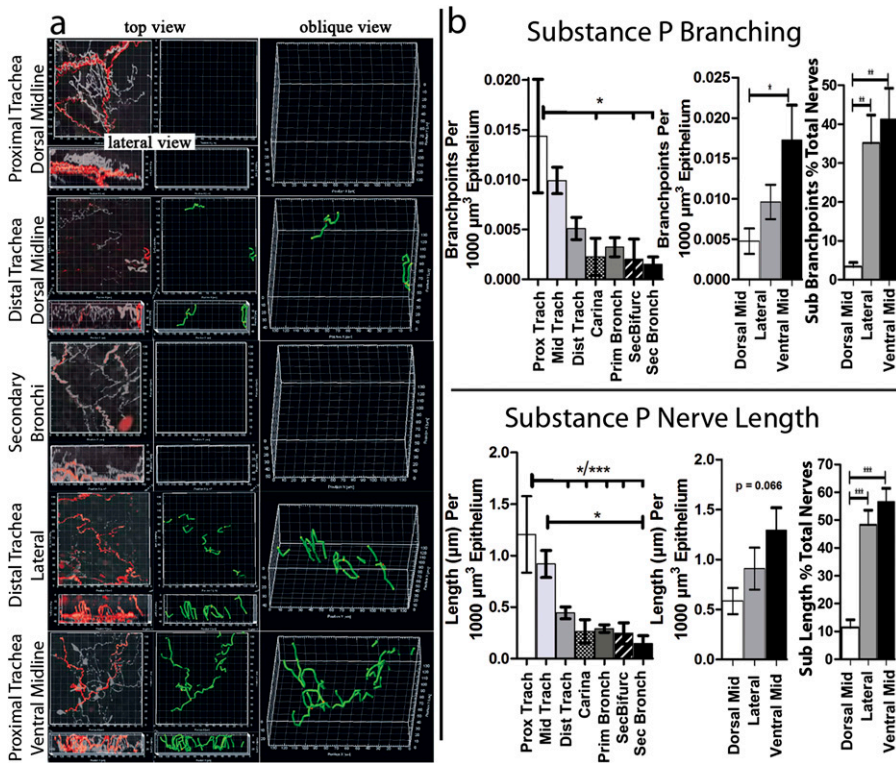 a
top view
oblique view
Proximal Trachea
Dorsal Midline
lateral view
Distal Trachea
Dorsal Midline
Secondary
Bronchi
Distal Trachea
Lateral
Proximal Trachea
Ventral Midline
b
Substance P Branching
Branchpoints Per
1000 µm³ Epithelium
0.020
0.015
0.010
0.005
0.000
*
Prox Trach
Mid Trach
Dist Trach
Carina
Prim Bronch
SecBifurc
Sec Bronch
Branchpoints Per
1000 µm³ Epithelium
0.025
0.020
0.015
0.010
0.005
0.000
ƚ
Dorsal Mid
Lateral
Ventral Mid
Sub Branchpoints % Total Nerves
50
40
30
20
10
0
ƚƚ
ƚƚ
Dorsal Mid
Lateral
Ventral Mid
Substance P Nerve Length
Length (µm) Per
1000 µm³ Epithelium
2.0
1.5
1.0
0.5
0.0
*/***
*
Prox Trach
Mid Trach
Dist Trach
Carina
Prim Bronch
SecBifurc
Sec Bronch
Length (µm) Per
1000 µm³ Epithelium
2.0
1.5
1.0
0.5
0.0
p = 0.066
Dorsal Mid
Lateral
Ventral Mid
Sub Length % Total Nerves
70
60
50
40
30
20
10
0
ƚƚƚ
ƚƚƚ
Dorsal Mid
Lateral
Ventral Mid